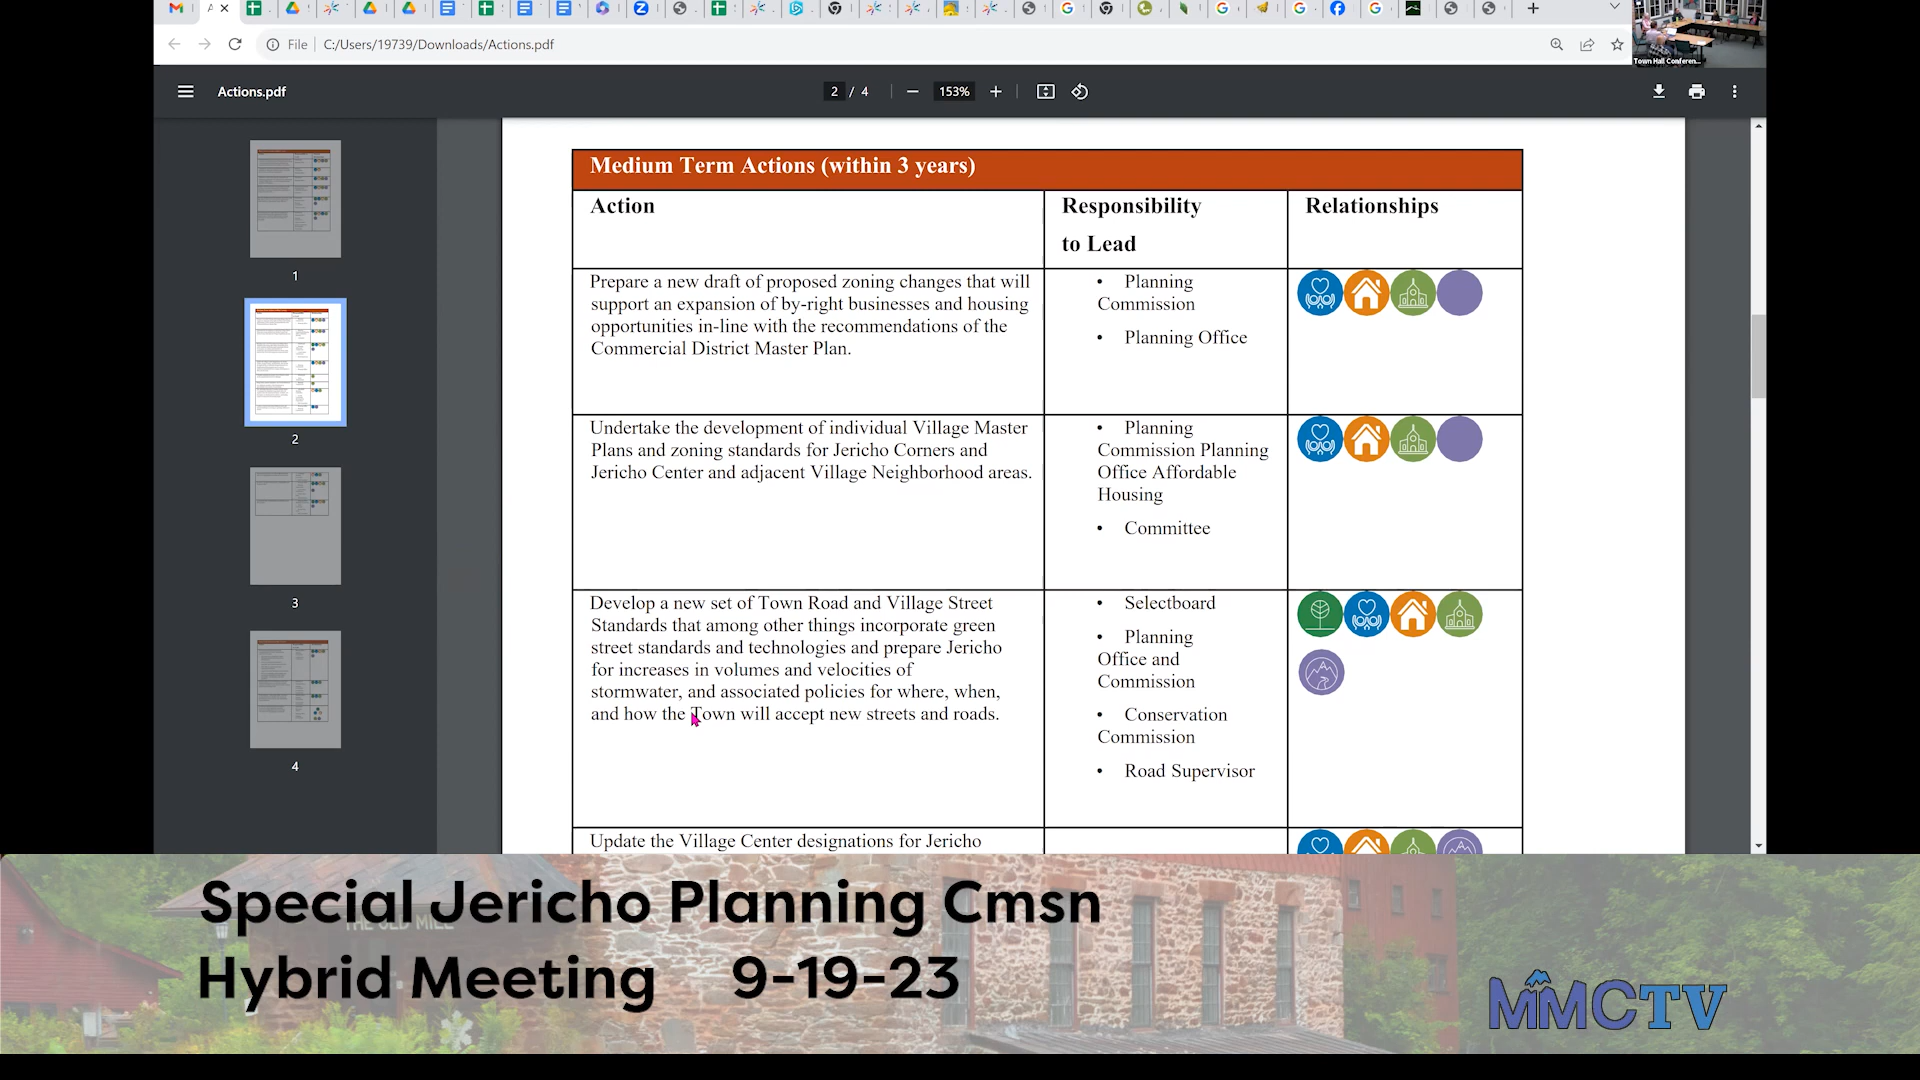 File
C:/Users/19739/Downloads/Actions.pdf
Town Hall Conferen...
Actions.pdf
2 / 4
153%
1
2
3
4
Medium Term Actions (within 3 years)
Action
Responsibility
to Lead
Relationships
Prepare a new draft of proposed zoning changes that will
support an expansion of by-right businesses and housing
opportunities in-line with the recommendations of the
Commercial District Master Plan.
• Planning
Commission
• Planning Office
Undertake the development of individual Village Master
Plans and zoning standards for Jericho Corners and
Jericho Center and adjacent Village Neighborhood areas.
• Planning
Commission Planning
Office Affordable
Housing
• Committee
Develop a new set of Town Road and Village Street
Standards that among other things incorporate green
street standards and technologies and prepare Jericho
for increases in volumes and velocities of
stormwater, and associated policies for where, when,
and how the Town will accept new streets and roads.
• Selectboard
• Planning
Office and
Commission
• Conservation
Commission
• Road Supervisor
Update the Village Center designations for Jericho
THE OLD MILL
Special Jericho Planning Cmsn
Hybrid Meeting 9-19-23
MMCTV